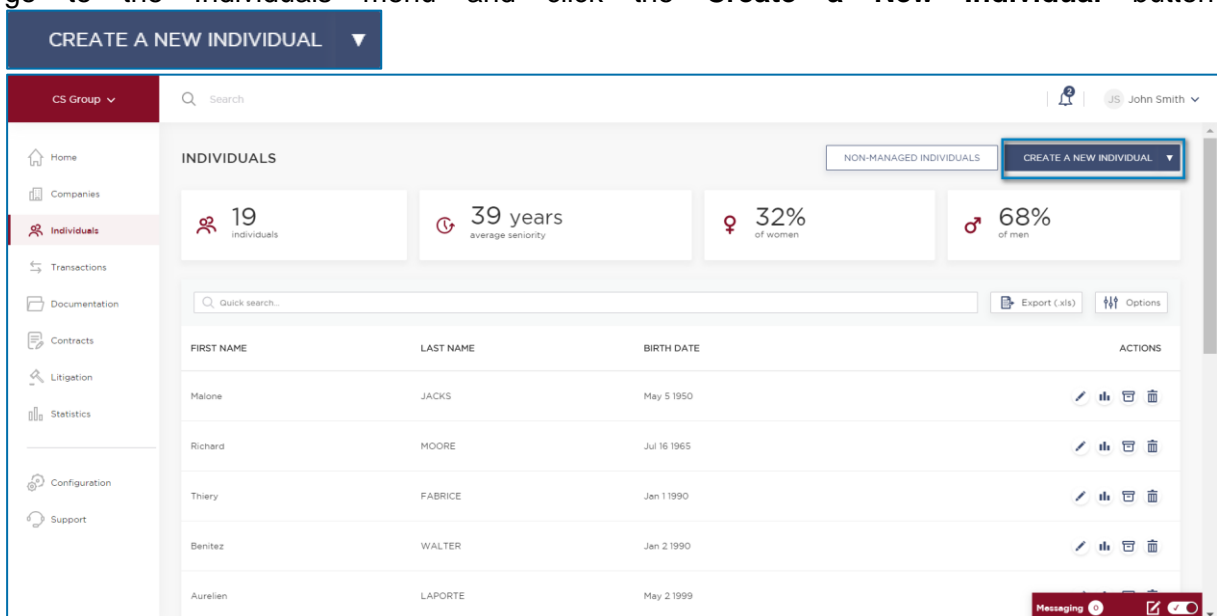 go to the Individuals menu and click the Create a New Individual button
CREATE A NEW INDIVIDUAL ▼
CS Group
Search
2
JS John Smith
Home
INDIVIDUALS
NON-MANAGED INDIVIDUALS
CREATE A NEW INDIVIDUAL ▼
Companies
19
individuals
39 years
average seniority
32%
of women
68%
of men
Individuals
Transactions
Documentation
Quick search...
Export (.xls)
Options
Contracts
FIRST NAME LAST NAME BIRTH DATE ACTIONS
Litigation
Malone JACKS May 5 1950
Statistics
Richard MOORE Jul 16 1965
Configuration
Thiery FABRICE Jan 1 1990
Support
Benitez WALTER Jan 2 1990
Aurelien LAPORTE May 2 1999
Messaging 0